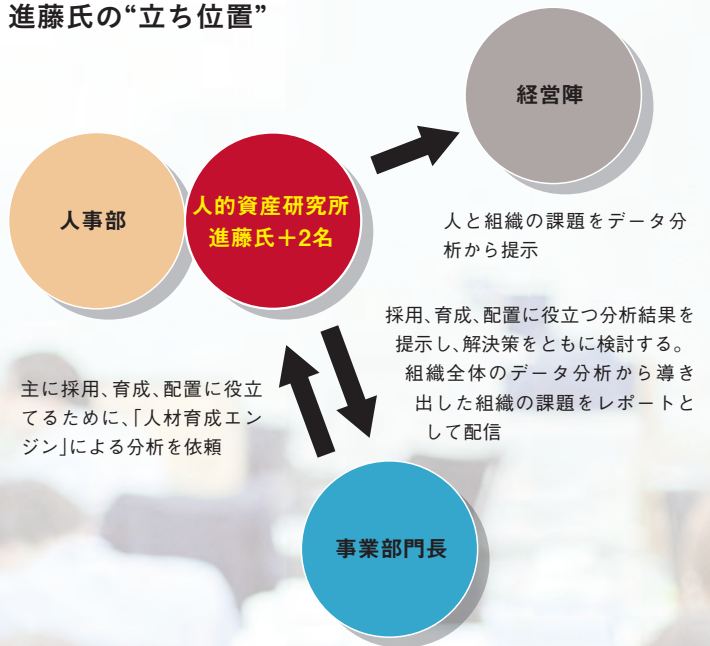 進藤氏の“立ち位置”
経営陣
人事部
人的資産研究所
進藤氏＋2名
人と組織の課題をデータ分
析から提示
採用、育成、配置に役立つ分析結果を
提示し、解決策をともに検討する。
組織全体のデータ分析から導き
出した組織の課題をレポートと
して配信
主に採用、育成、配置に役立
てるために、「人材育成エン
ジン」による分析を依頼
事業部門長